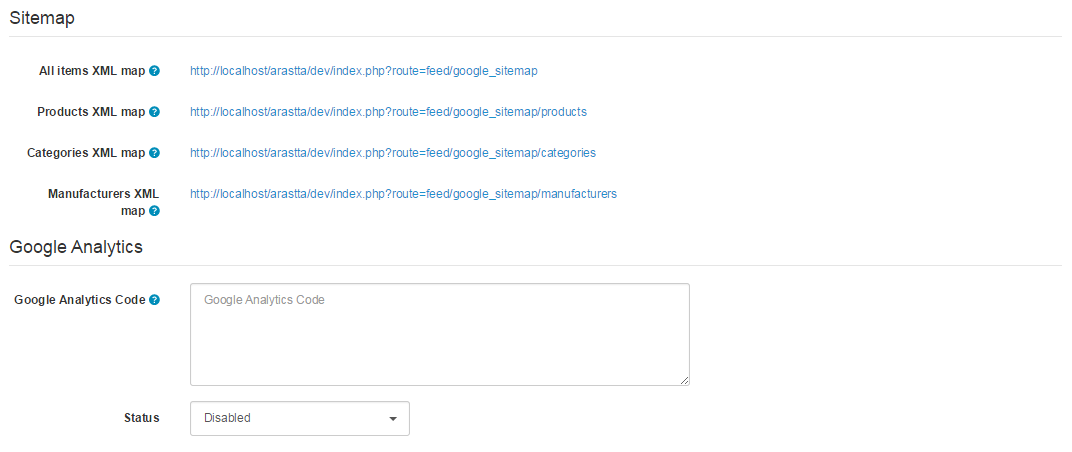 Sitemap
All items XML map ?
http://localhost/arastta/dev/index.php?route=feed/google_sitemap
Products XML map ?
http://localhost/arastta/dev/index.php?route=feed/google_sitemap/products
Categories XML map ?
http://localhost/arastta/dev/index.php?route=feed/google_sitemap/categories
Manufacturers XML
map ?
http://localhost/arastta/dev/index.php?route=feed/google_sitemap/manufacturers
Google Analytics
Google Analytics Code ?
Google Analytics Code
Status
Disabled